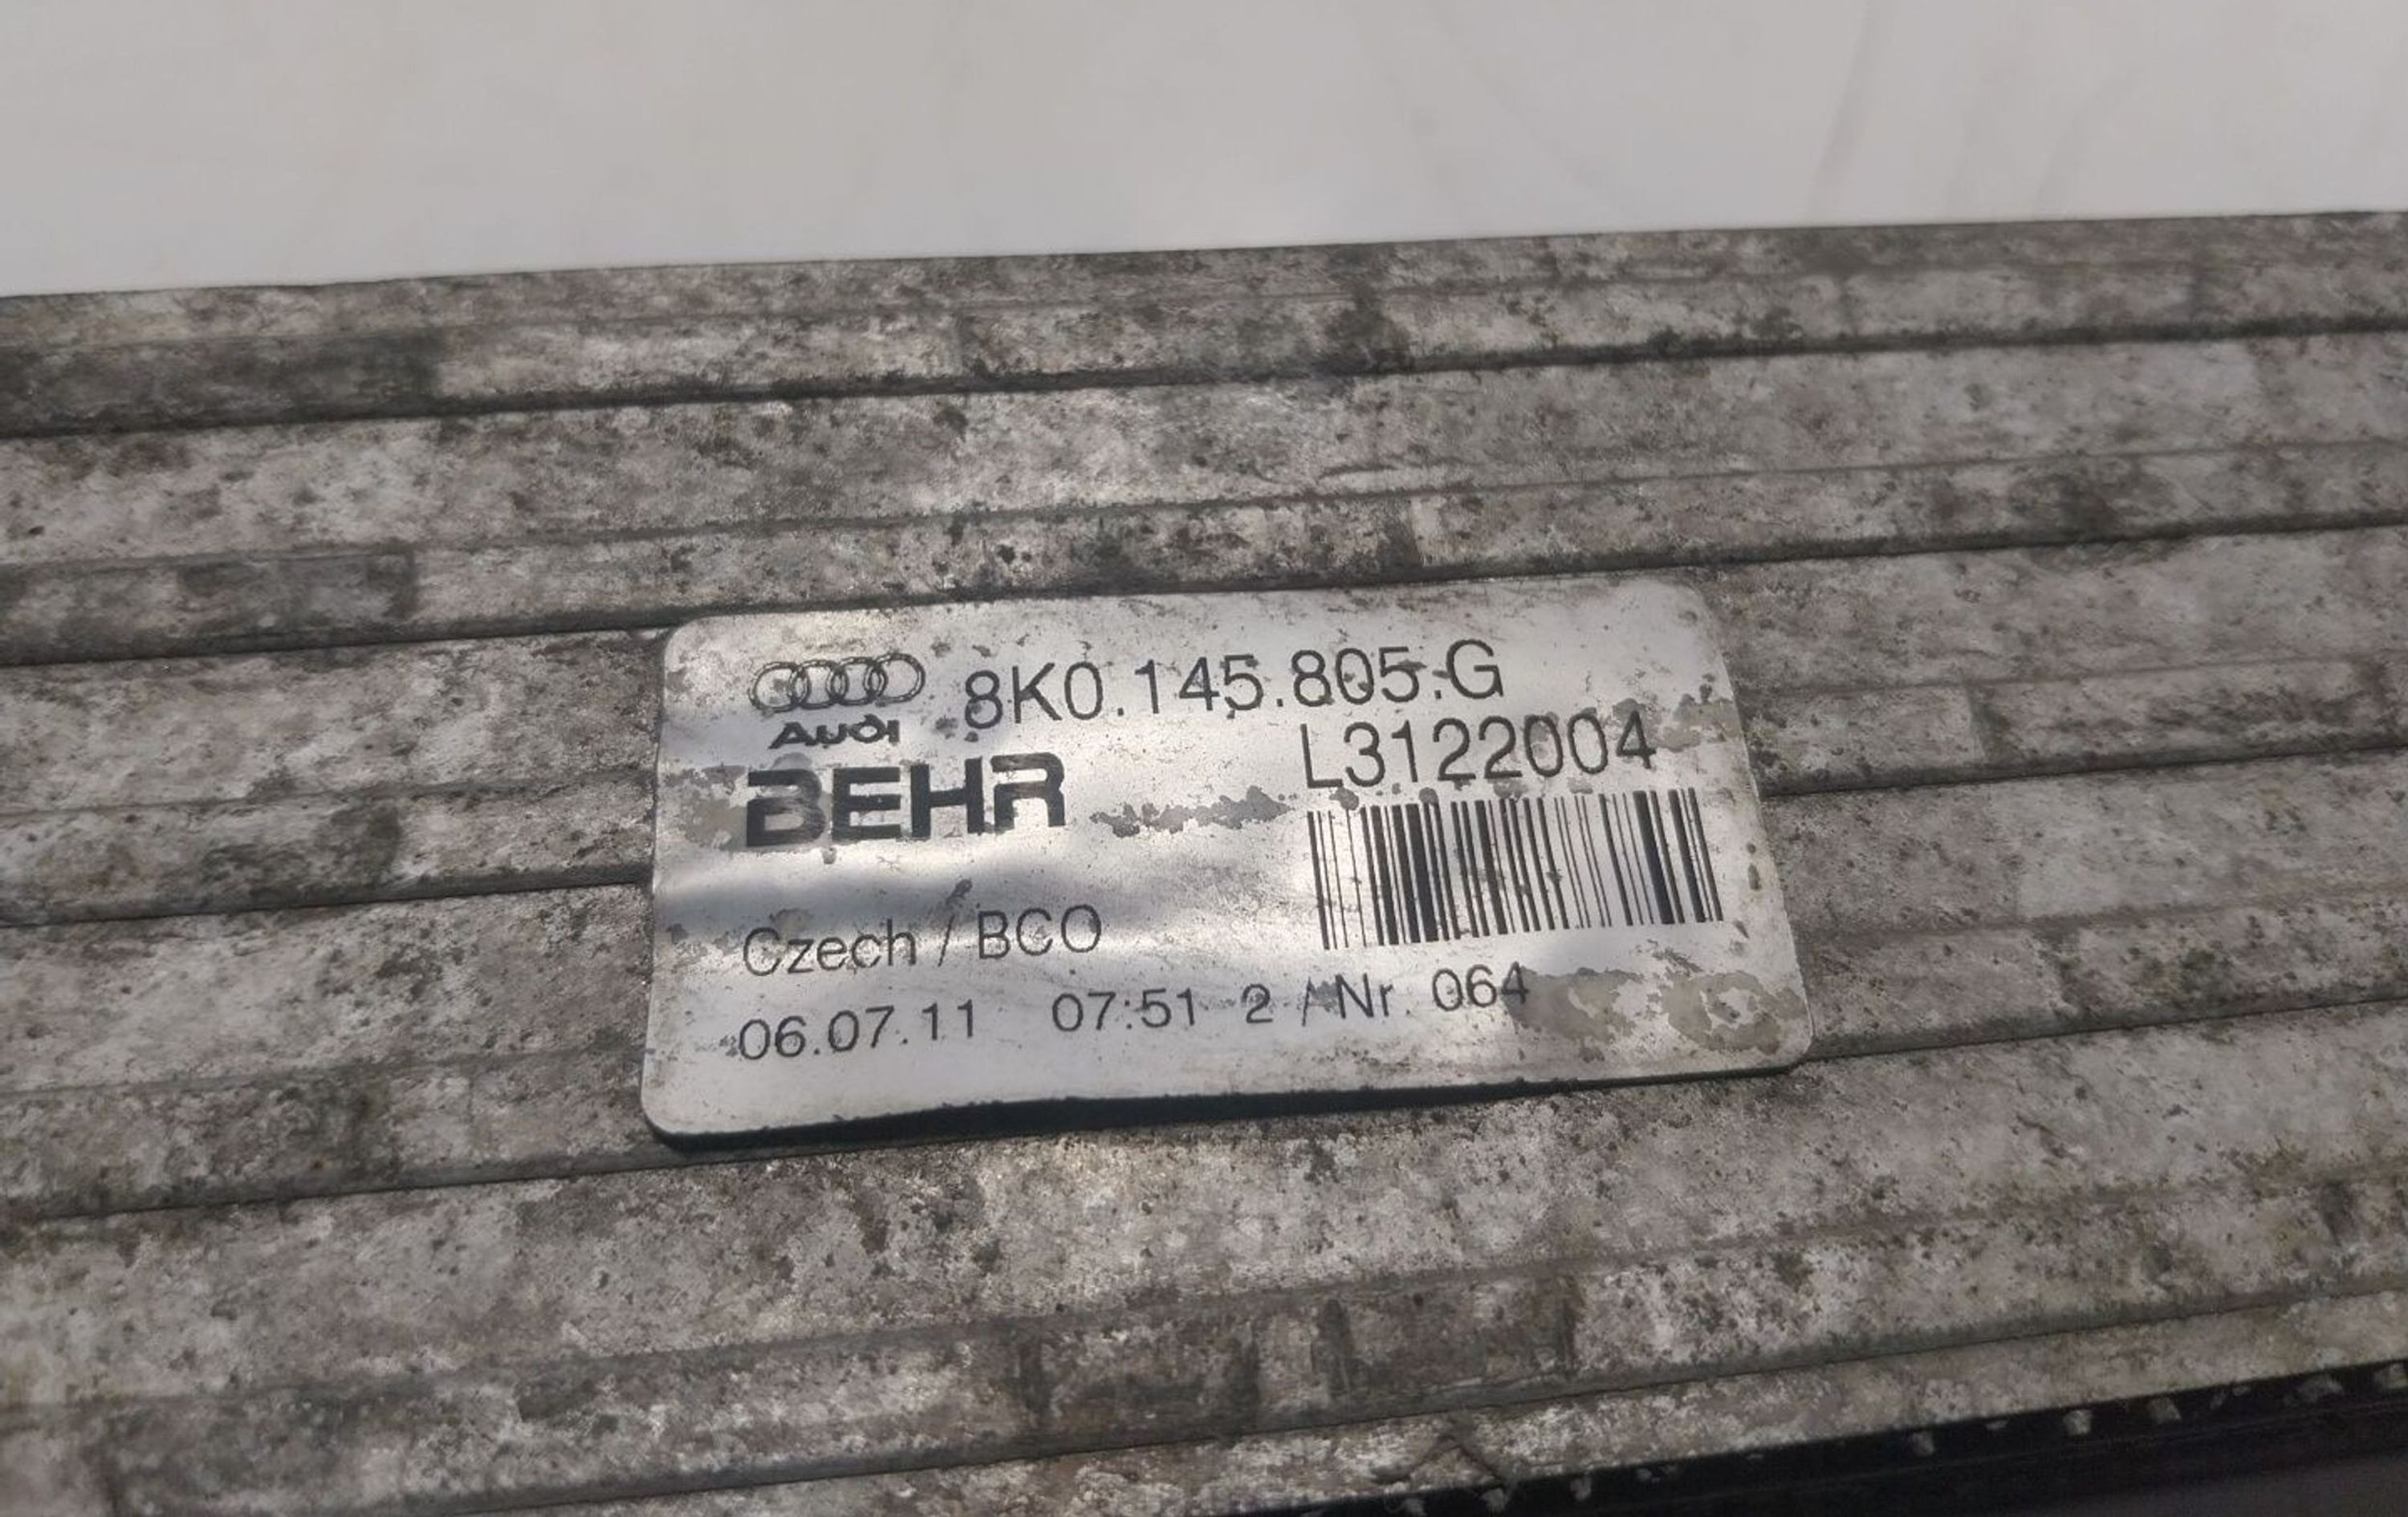 8K0.145.805.G
Audi
L3122004
BEHR
Czech / BCO
06.07.11 07:51 2 / Nr. 064